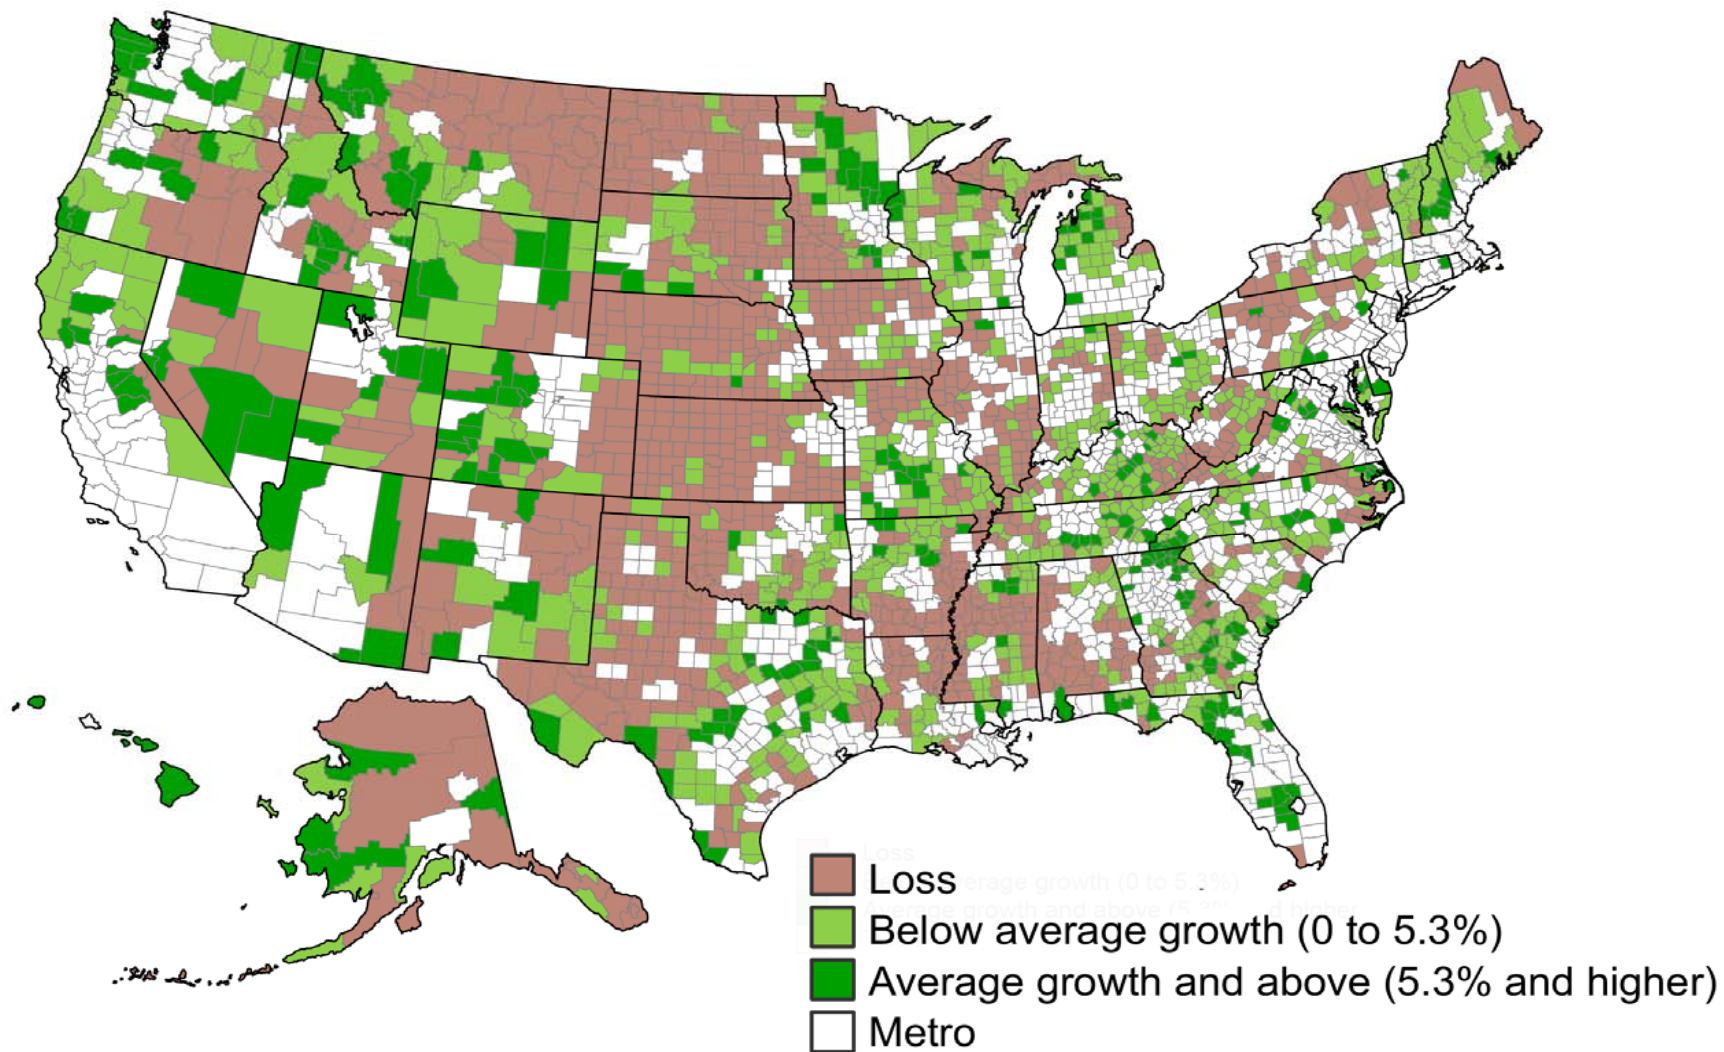 Loss
Below average growth (0 to 5.3%)
Average growth and above (5.3% and higher)
Metro